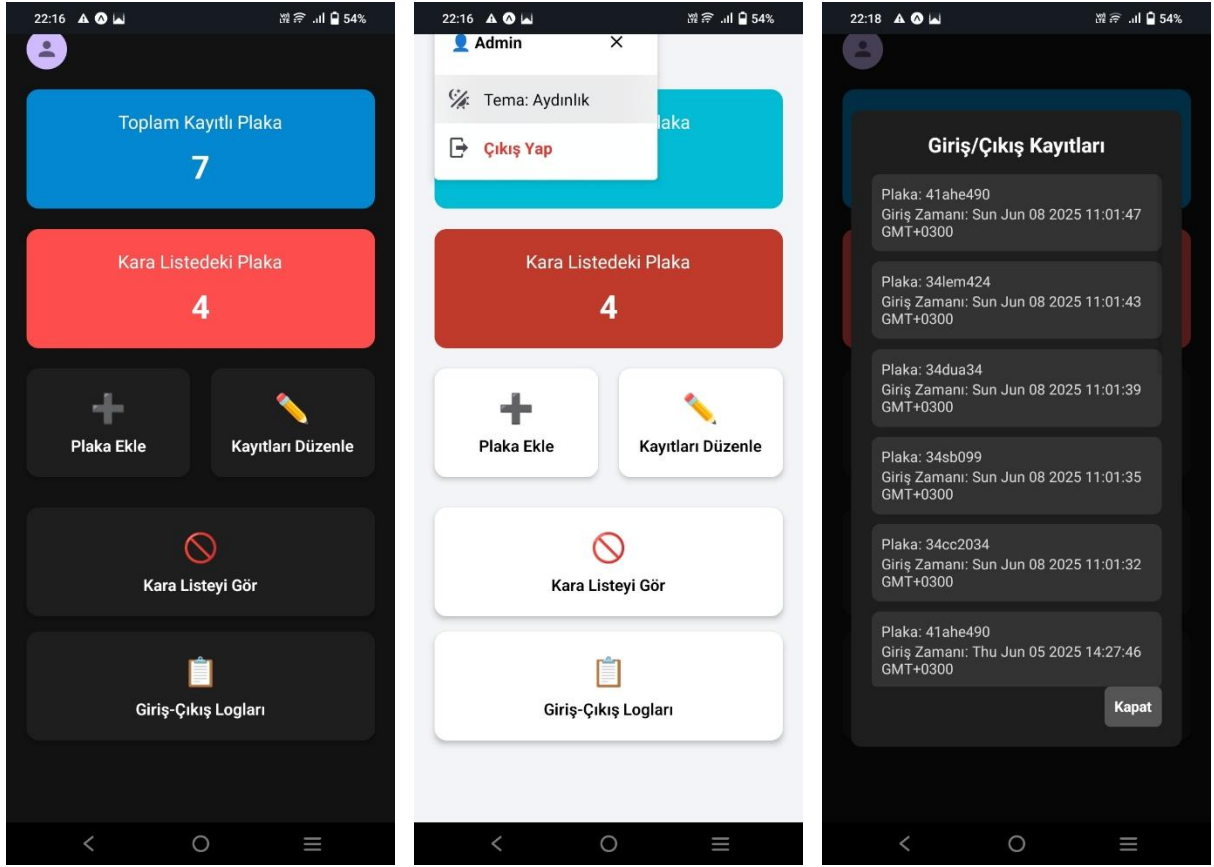 22:16
54%
Toplam Kayıtlı Plaka
7
Kara Listedeki Plaka
4
Plaka Ekle
Kayıtları Düzenle
Kara Listeyi Gör
Giriş-Çıkış Logları
22:16
54%
Admin
Tema: Aydınlık
laka
Çıkış Yap
Kara Listedeki Plaka
4
Plaka Ekle
Kayıtları Düzenle
Kara Listeyi Gör
Giriş-Çıkış Logları
22:18
54%
Giriş/Çıkış Kayıtları
Plaka: 41ahe490
Giriş Zamanı: Sun Jun 08 2025 11:01:47
GMT+0300
Plaka: 34lem424
Giriş Zamanı: Sun Jun 08 2025 11:01:43
GMT+0300
Plaka: 34dua34
Giriş Zamanı: Sun Jun 08 2025 11:01:39
GMT+0300
Plaka: 34sb099
Giriş Zamanı: Sun Jun 08 2025 11:01:35
GMT+0300
Plaka: 34cc2034
Giriş Zamanı: Sun Jun 08 2025 11:01:32
GMT+0300
Plaka: 41ahe490
Giriş Zamanı: Thu Jun 05 2025 14:27:46
GMT+0300
Kapat